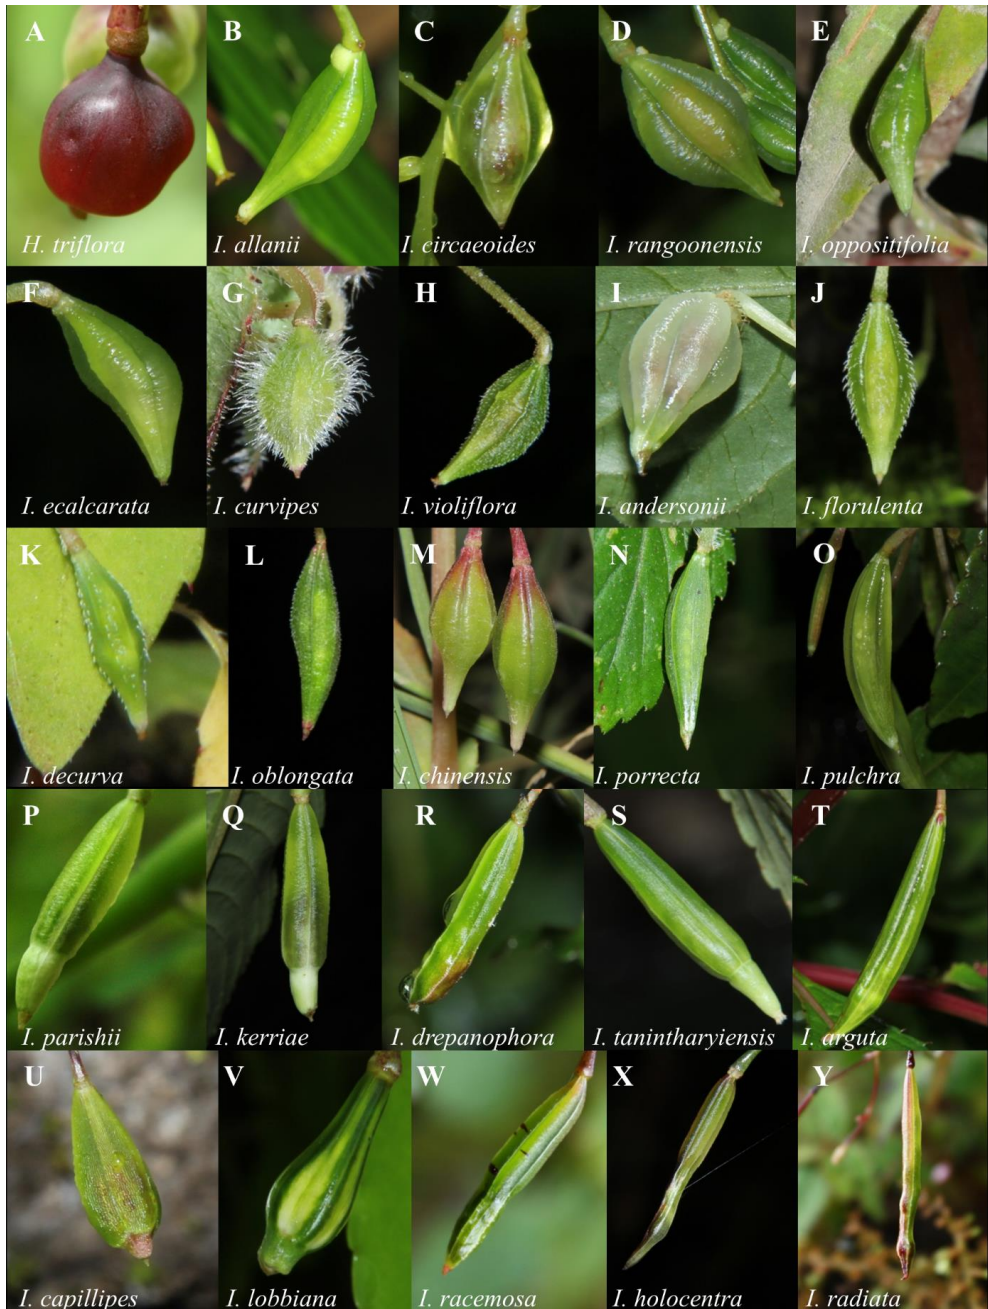 A B C D E
H. triflora I. allanii I. circaeoides I. rangoonensis I. oppositifolia
F G H I J
I. ecalcarata I. curvipes I. violiflora I. andersonii I. florulenta
K L M N O
I. decurva I. oblongata I. chinensis I. porrecta I. pulchra
P Q R S T
I. parishii I. kerriae I. drepanophora I. tanintharyiensis I. arguta
U V W X Y
I. capillipes I. lobbiana I. racemosa I. holocentra I. radiata